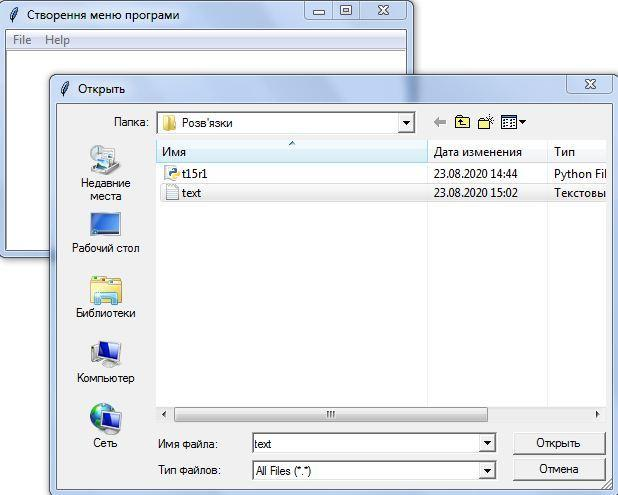 Створення меню програми
File Help
Открыть
Папка: Розв'язки
Имя Дата изменения Тип
t15r1 23.08.2020 14:44 Python Fil
text 23.08.2020 15:02 Текстовы
Недавние
места
Рабочий стол
Библиотеки
Компьютер
Сеть
Имя файла: text Открыть
Тип файлов: All Files (*.*) Отмена